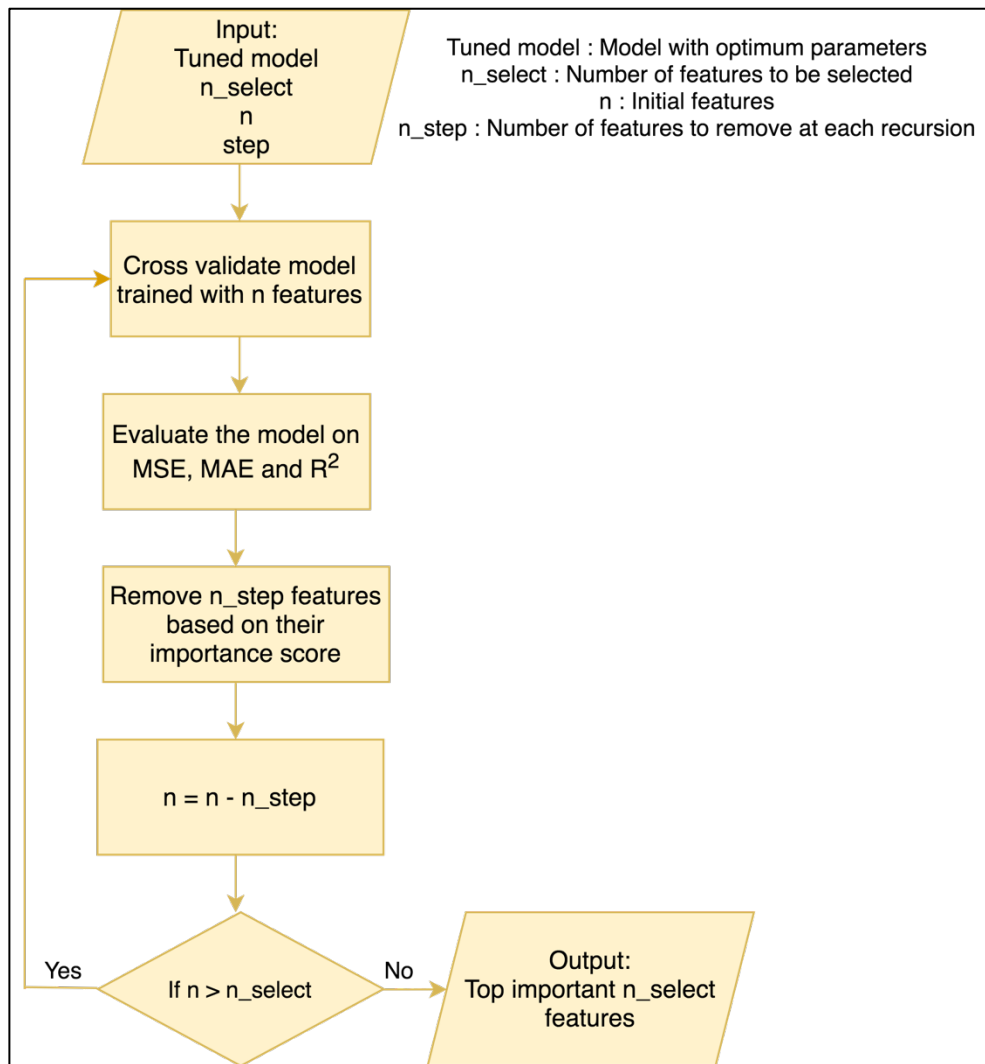 Input:
Tuned model
n_select
n
step
Tuned model : Model with optimum parameters
n_select : Number of features to be selected
n : Initial features
n_step : Number of features to remove at each recursion
Cross validate model
trained with n features
Evaluate the model on
MSE, MAE and R²
Remove n_step features
based on their
importance score
n = n - n_step
If n > n_select
Yes
No
Output:
Top important n_select
features